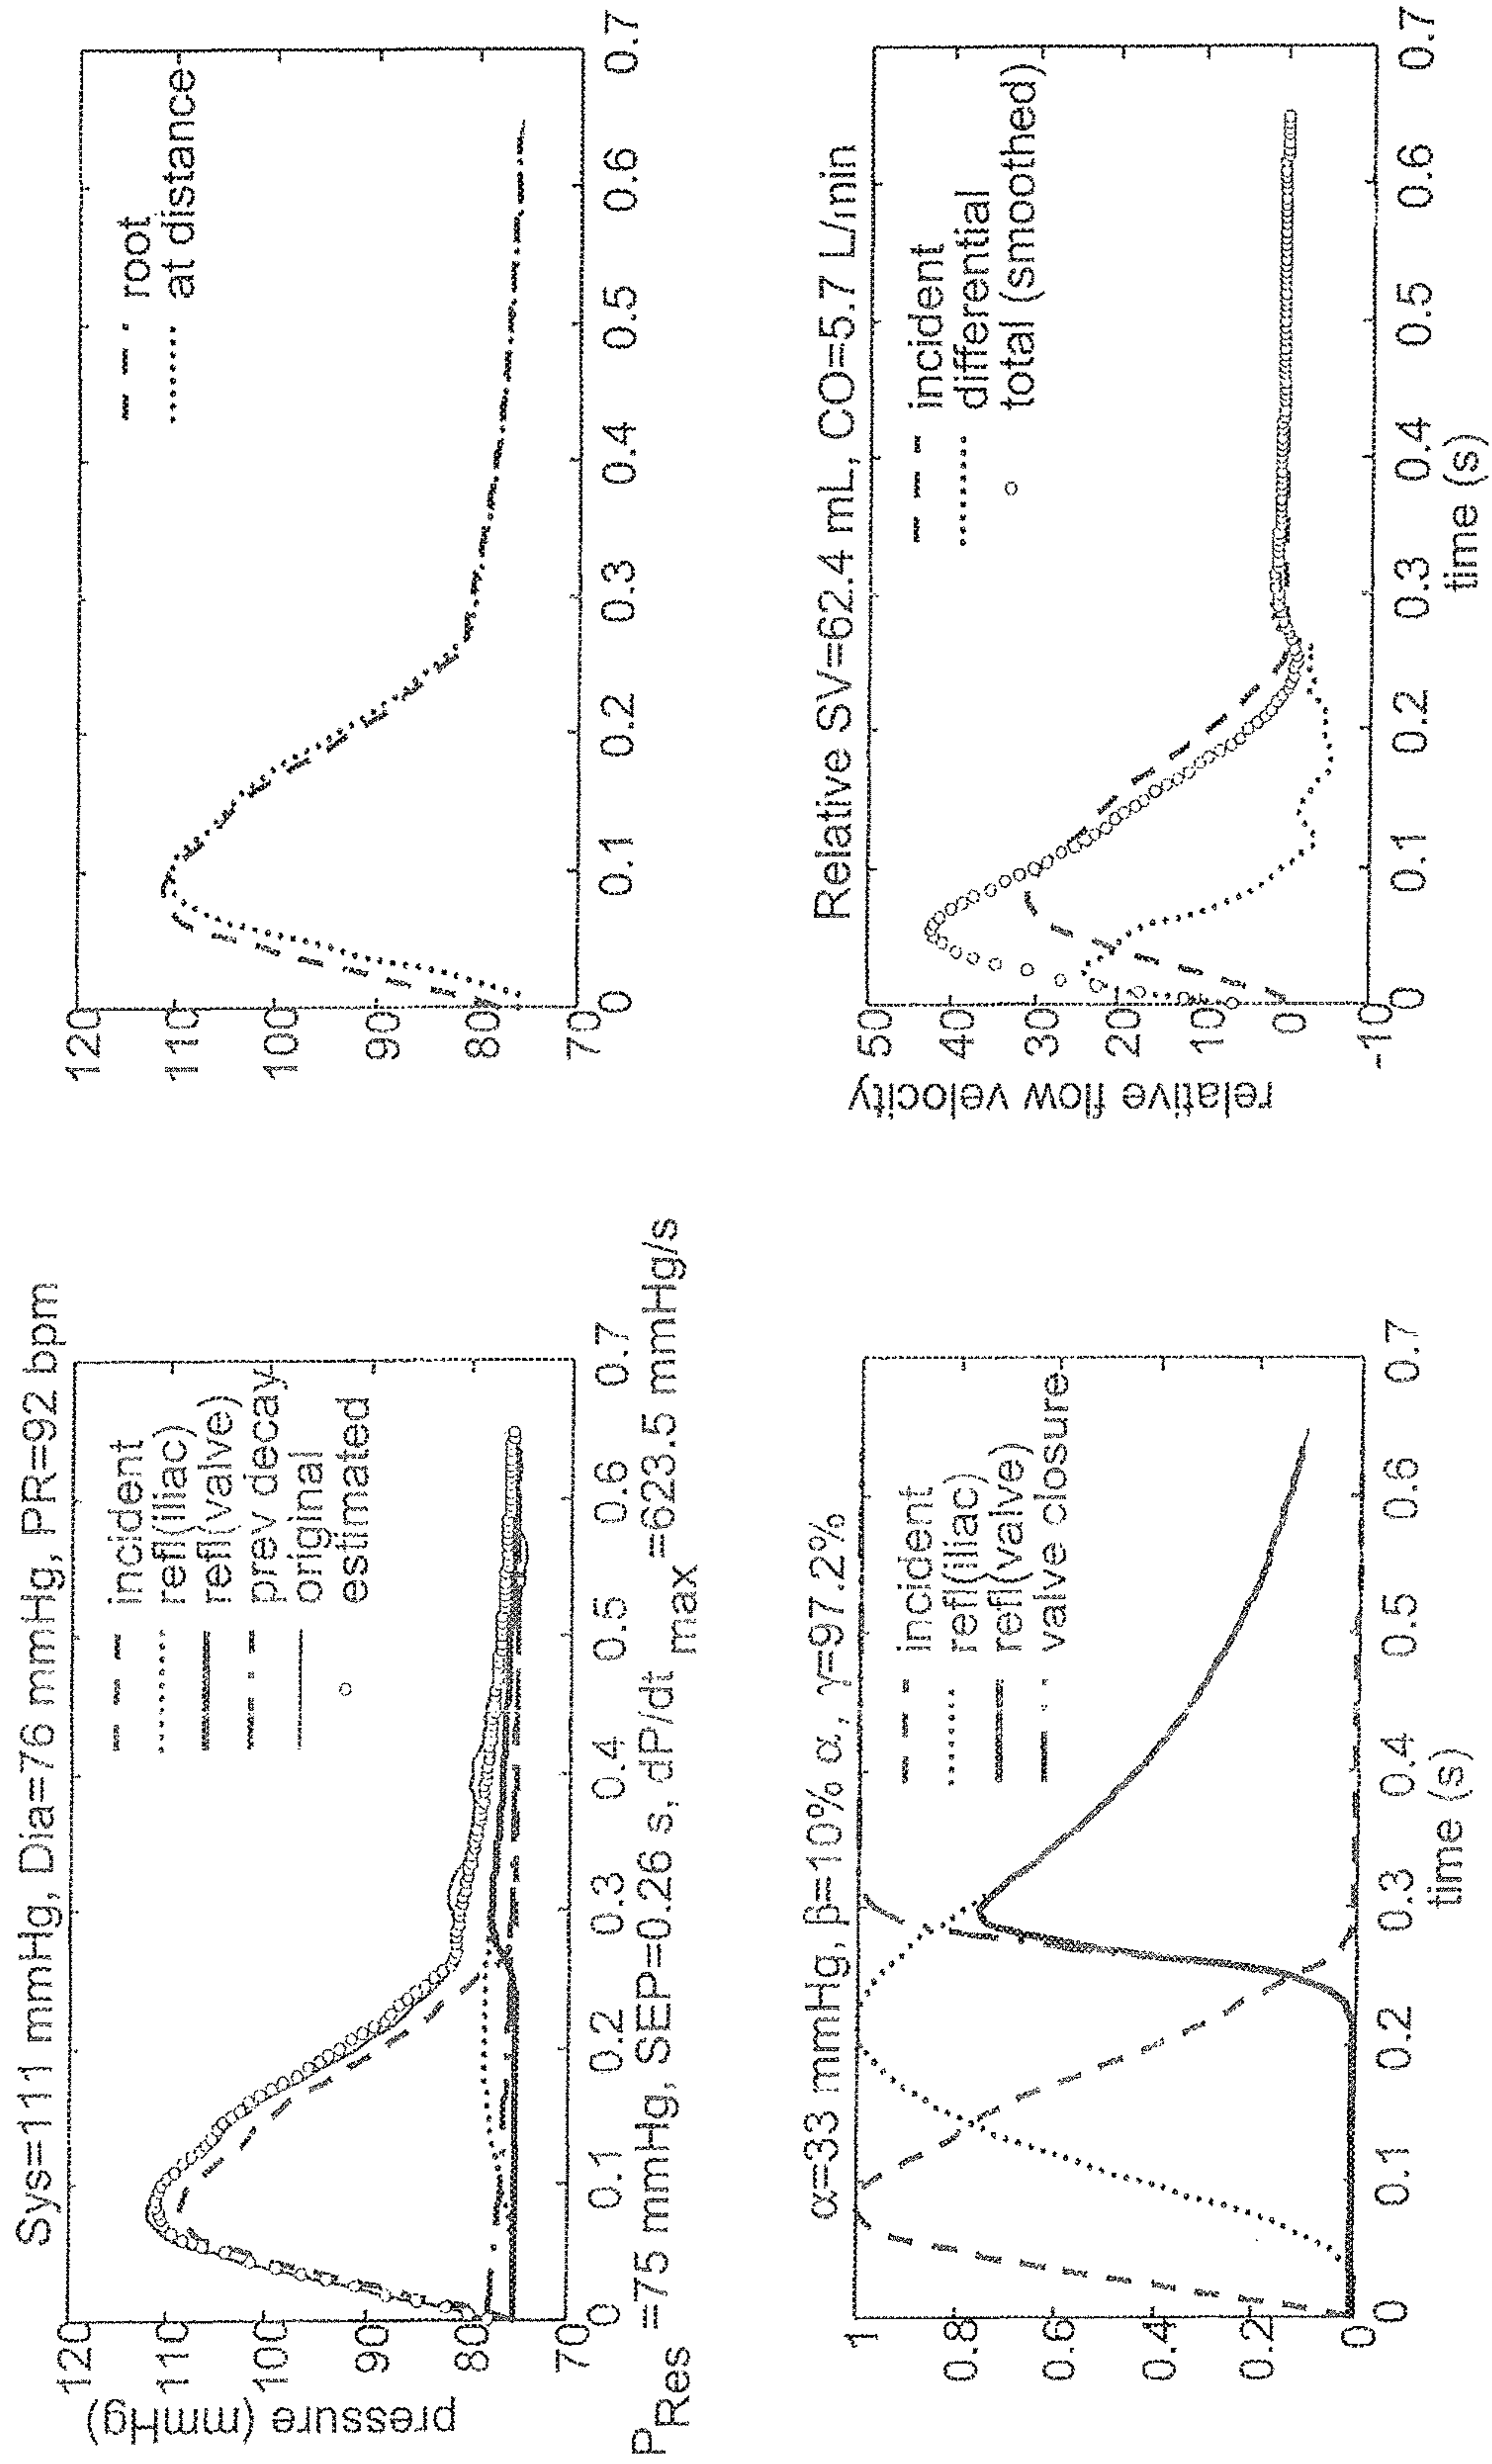 Sys=111 mmHg, Dia=76 mmHg, PR=92 bpm
pressure (mmHg)
120
110
100
90
80
70
incident
refl(iliac)
refl(valve)
prev decay
original
estimated
0 0.1 0.2 0.3 0.4 0.5 0.6 0.7
PRes =75 mmHg, SEP=0.26 s, dP/dt max =623.5 mmHg/s
120
110
100
90
80
70
root
at distance
0 0.1 0.2 0.3 0.4 0.5 0.6 0.7
α=33 mmHg, β=10% α, γ=97.2%
1
0.8
0.6
0.4
0.2
0
incident
refl(iliac)
refl(valve)
valve closure
0 0.1 0.2 0.3 0.4 0.5 0.6 0.7
time (s)
Relative SV=62.4 mL, CO=5.7 L/min
relative flow velocity
50
40
30
20
10
0
-10
incident
differential
total (smoothed)
0 0.1 0.2 0.3 0.4 0.5 0.6 0.7
time (s)